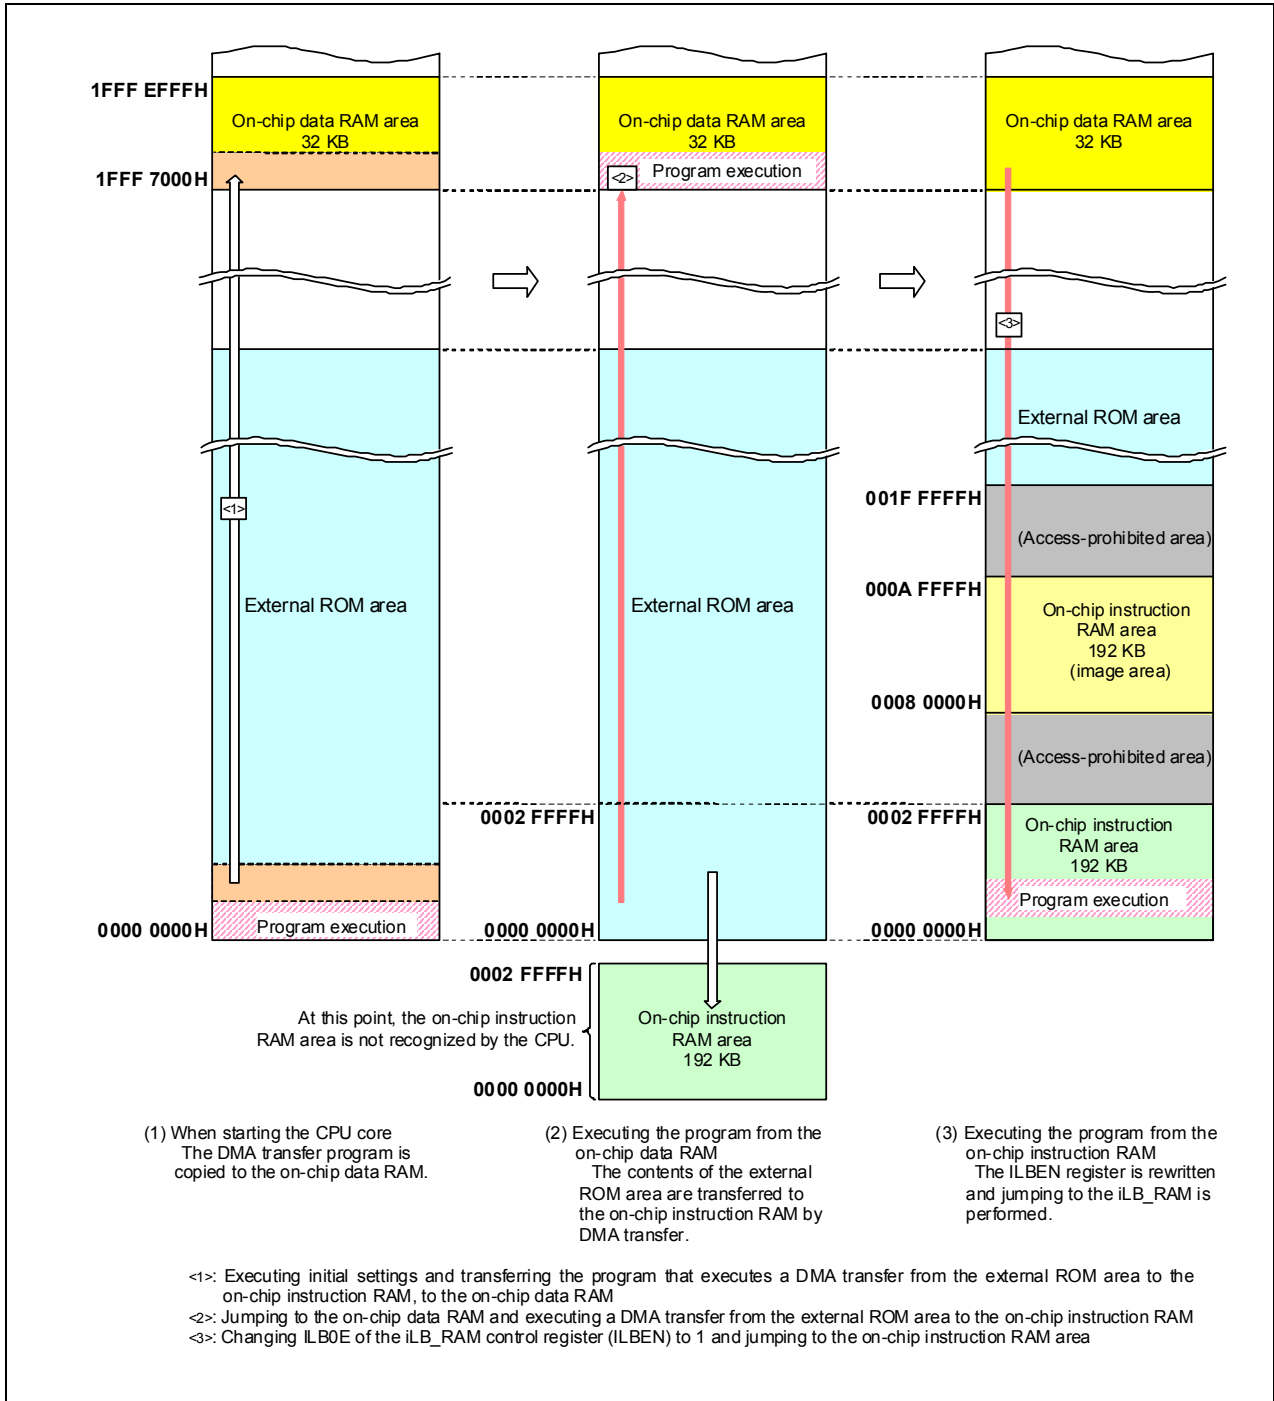 1FFF EFFFH
On-chip data RAM area
32 KB
1FFF 7000H
<1>
External ROM area
Program execution
0000 0000H
On-chip data RAM area
32 KB
<2>
Program execution
External ROM area
0002 FFFFH
0000 0000H
0002 FFFFH
At this point, the on-chip instruction
RAM area is not recognized by the CPU.
On-chip instruction
RAM area
192 KB
0000 0000H
On-chip data RAM area
32 KB
<3>
External ROM area
001F FFFFH
(Access-prohibited area)
000A FFFFH
On-chip instruction
RAM area
192 KB
(image area)
0008 0000H
(Access-prohibited area)
0002 FFFFH
On-chip instruction
RAM area
192 KB
Program execution
0000 0000H
(1) When starting the CPU core
The DMA transfer program is
copied to the on-chip data RAM.
(2) Executing the program from the
on-chip data RAM
The contents of the external
ROM area are transferred to
the on-chip instruction RAM by
DMA transfer.
(3) Executing the program from the
on-chip instruction RAM
The ILBEN register is rewritten
and jumping to the iLB_RAM is
performed.
<1>: Executing initial settings and transferring the program that executes a DMA transfer from the external ROM area to the
on-chip instruction RAM, to the on-chip data RAM
<2>: Jumping to the on-chip data RAM and executing a DMA transfer from the external ROM area to the on-chip instruction RAM
<3>: Changing ILB0E of the iLB_RAM control register (ILBEN) to 1 and jumping to the on-chip instruction RAM area